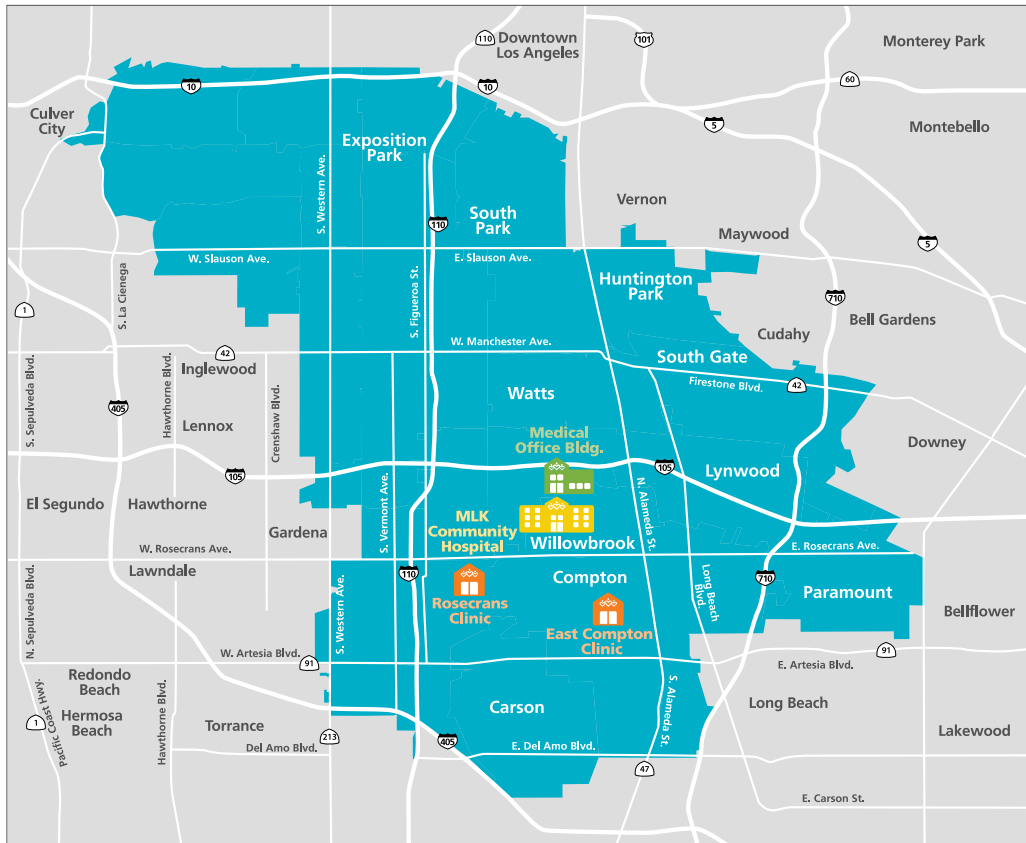 110
Downtown
Los Angeles
101
Monterey Park
60
10
10
Culver
City
5
Montebello
Exposition
Park
S. Western Ave.
Vernon
South
Park
110
Maywood
5
W. Slauson Ave.
E. Slauson Ave.
S. La Cienega
S. Figueroa St.
Huntington
Park
1
710
Bell Gardens
Cudahy
W. Manchester Ave.
42
Inglewood
South Gate
Firestone Blvd.
42
S. Sepulveda Blvd.
Hawthorne Blvd.
Crenshaw Blvd.
Watts
405
Lennox
Medical
Office Bldg.
Downey
105
105
Lynwood
El Segundo
Hawthorne
N. Alameda St.
S. Vermont Ave.
MLK
Community
Hospital
Gardena
Willowbrook
W. Rosecrans Ave.
E. Rosecrans Ave.
Lawndale
110
Compton
710
Long Beach
Blvd.
Paramount
N. Sepulveda Blvd.
S. Western Ave.
Rosecrans
Clinic
Bellflower
East Compton
Clinic
W. Artesia Blvd.
91
91
E. Artesia Blvd.
Redondo
Beach
Pacific Coast Hwy.
Hawthorne Blvd.
S. Alameda St.
Long Beach
Carson
1
Hermosa
Beach
Torrance
213
405
Lakewood
Del Amo Blvd.
E. Del Amo Blvd.
47
E. Carson St.